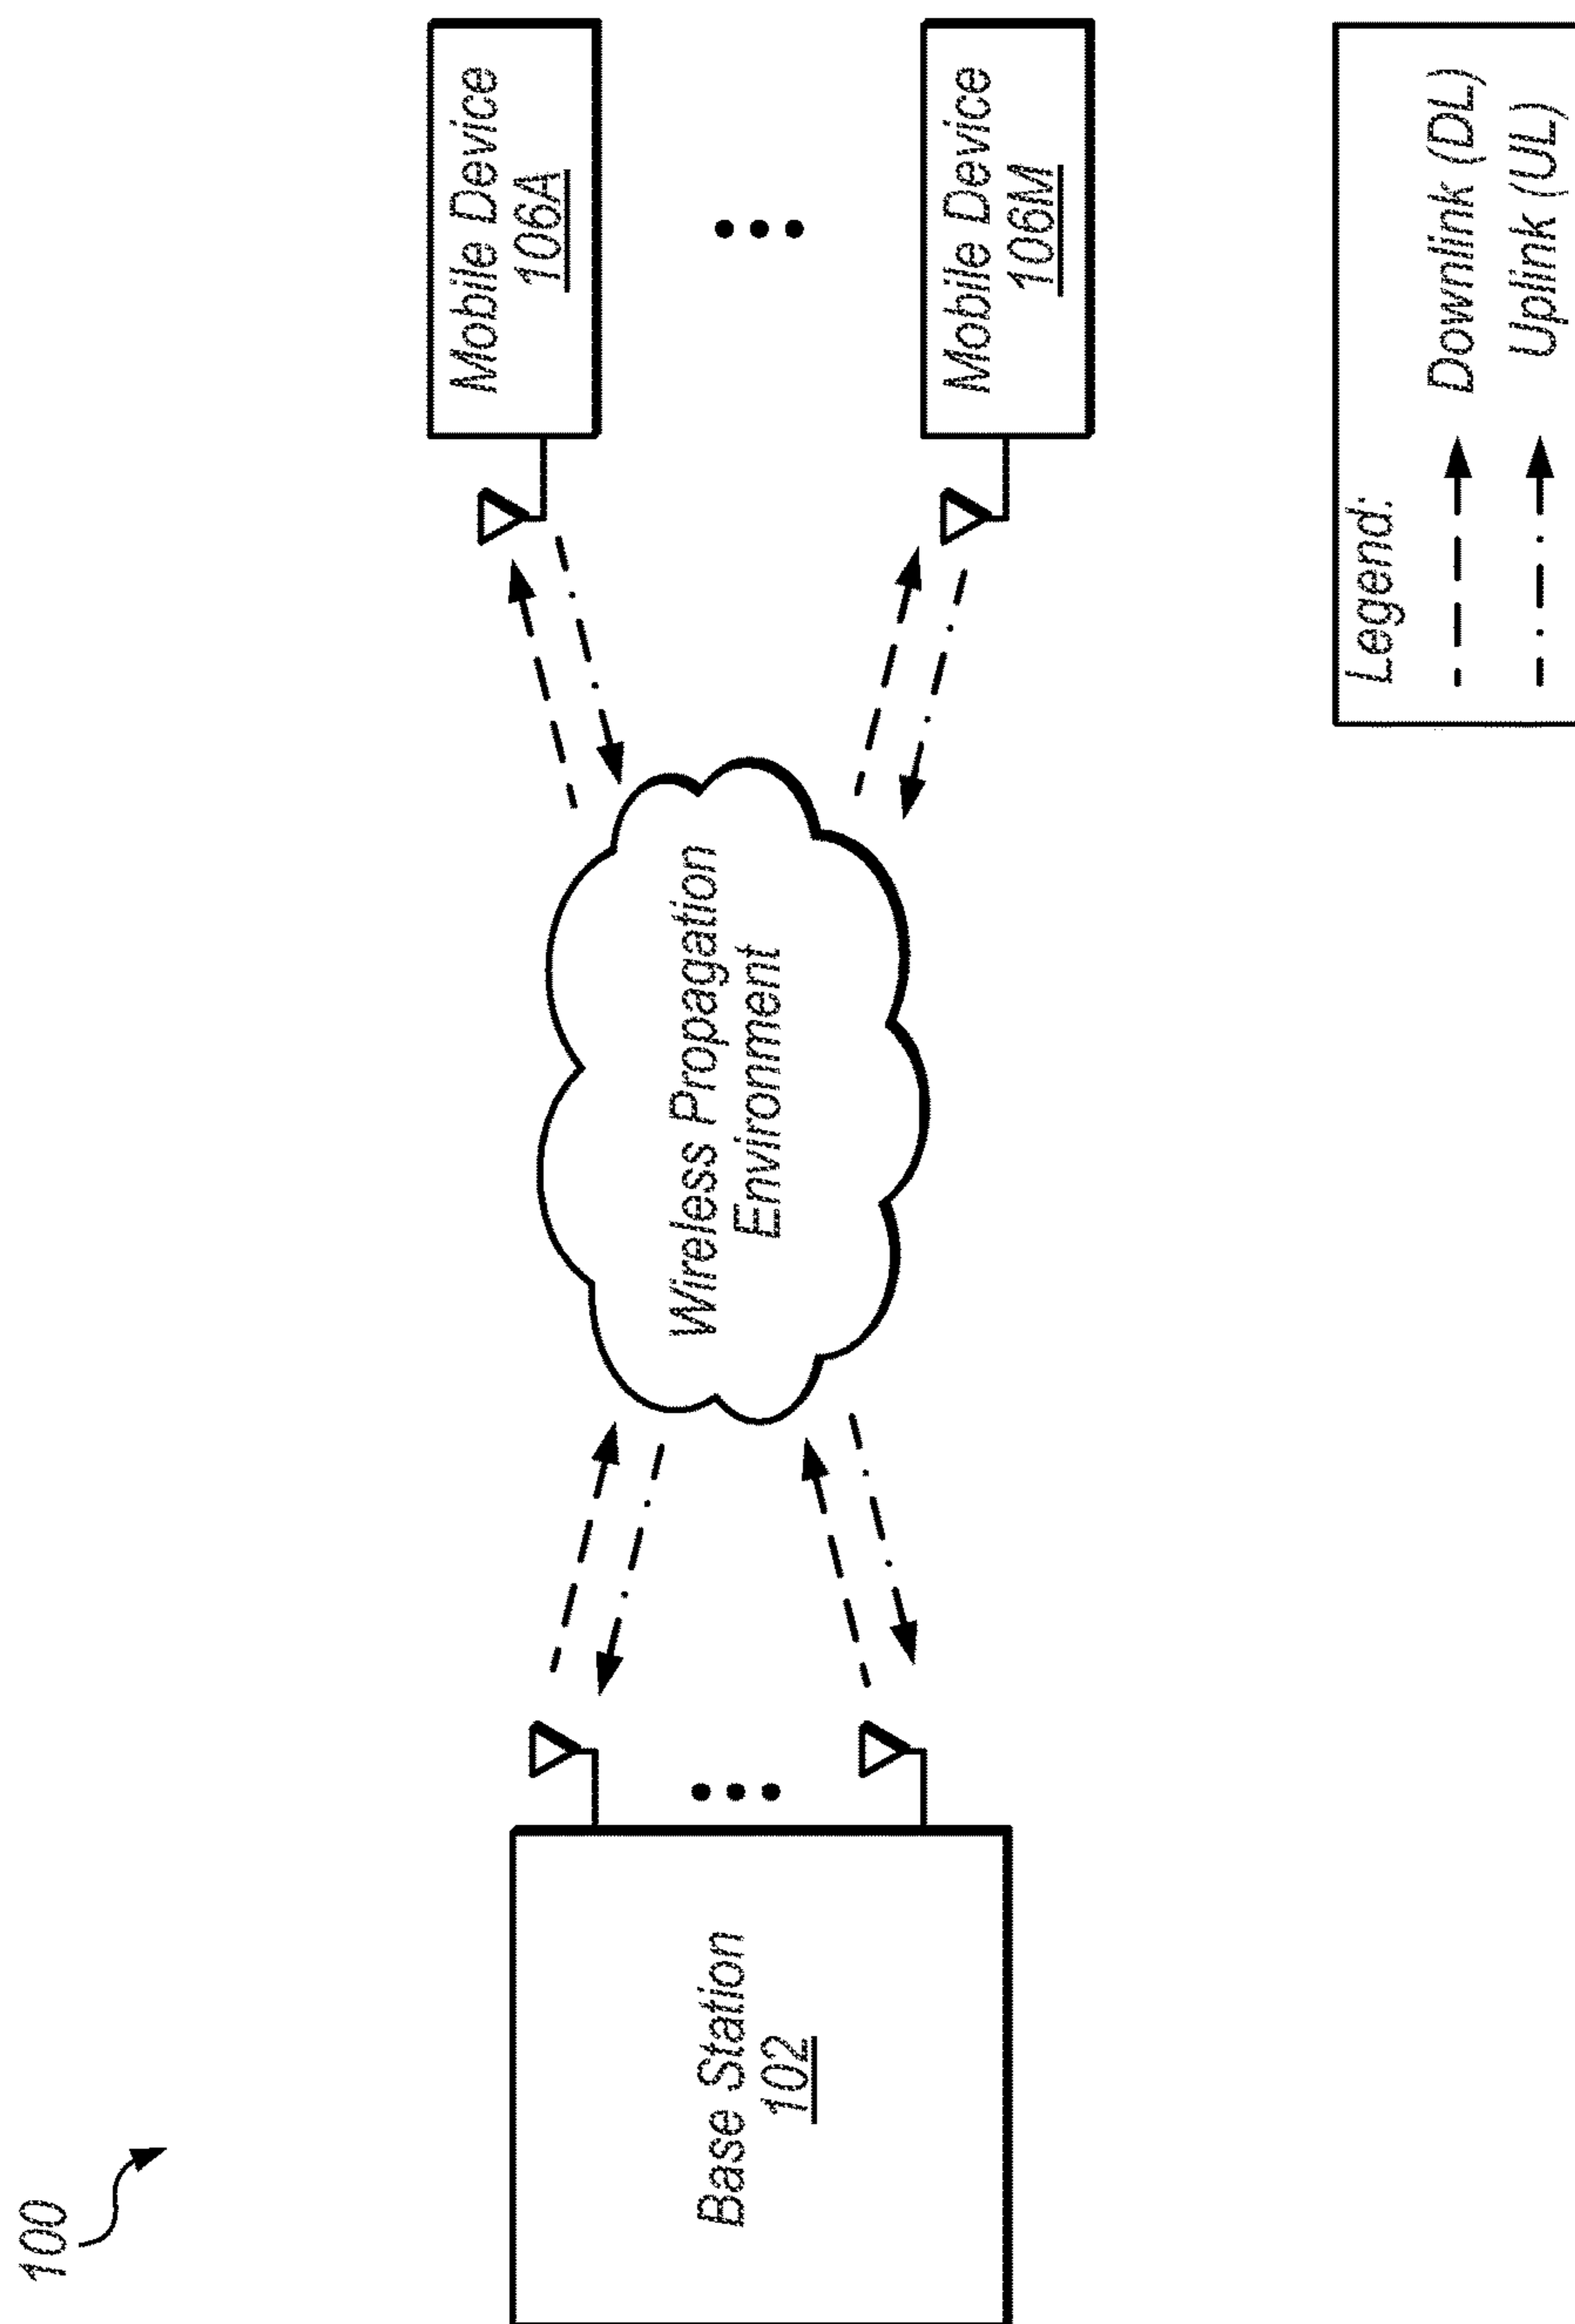 100
Base Station
102
Wireless Propagation
Environment
Mobile Device
106A
Mobile Device
106M
Legend:
Downlink (DL)
Uplink (UL)